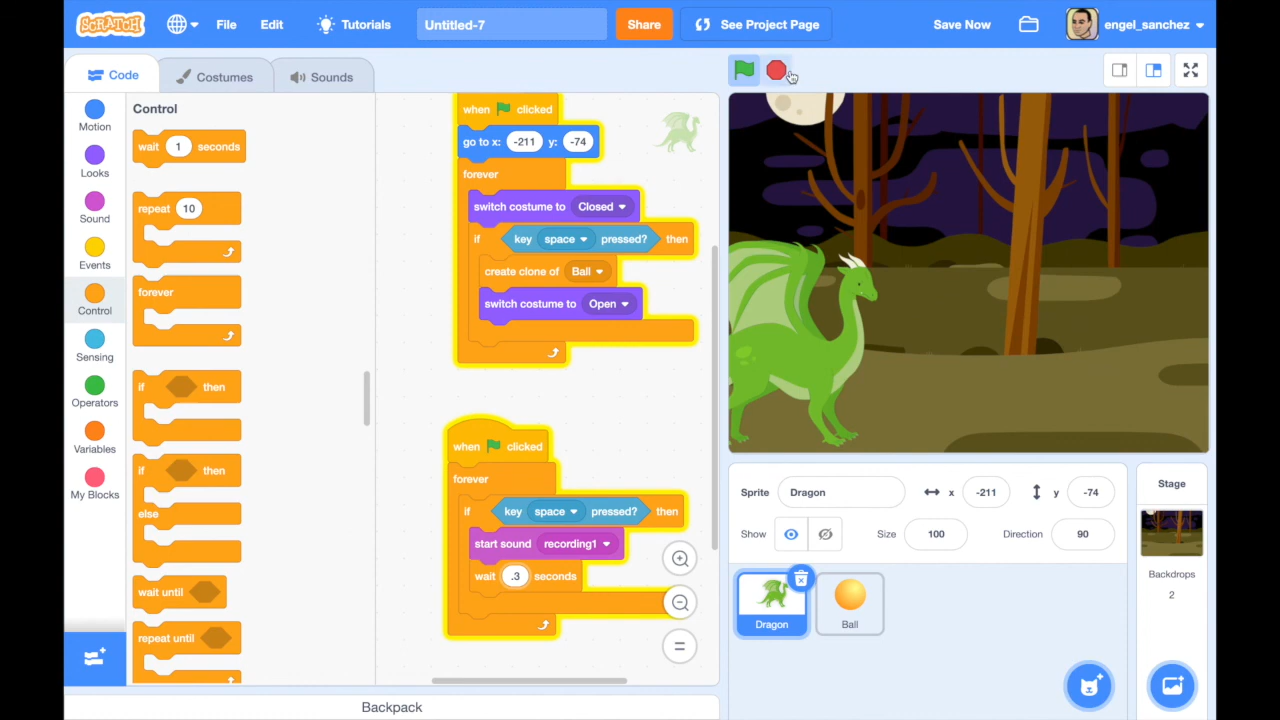 SCRATCH
File
Edit
Tutorials
Untitled-7
Share
See Project Page
Save Now
engel_sanchez
Code
Costumes
Sounds
Motion
Looks
Sound
Events
Control
Sensing
Operators
Variables
My Blocks
Control
wait 1 seconds
repeat 10
forever
if then
if then
else
wait until
repeat until
when clicked
go to x: -211 y: -74
forever
switch costume to Closed
if key space pressed? then
create clone of Ball
switch costume to Open
when clicked
forever
if key space pressed? then
start sound recording1
wait .3 seconds
Backpack
Sprite Dragon x -211 y -74
Show Size 100 Direction 90
Dragon
Ball
Stage
Backdrops
2